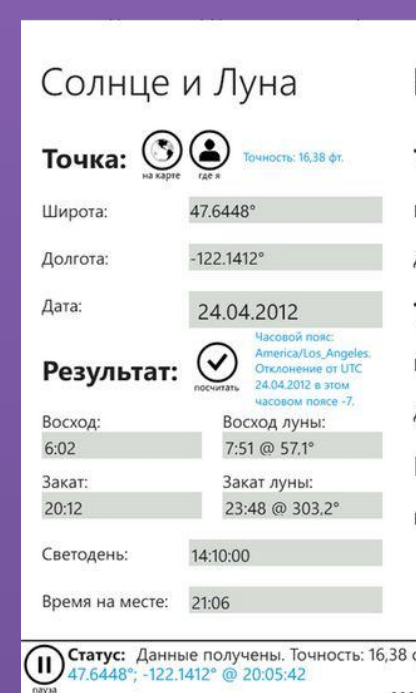 Солнце и Луна
Точка:
на карте
где я
Точность: 16,38 фт.
Широта: 47.6448°
Долгота: -122.1412°
Дата: 24.04.2012
Результат:
посчитать
Часовой пояс:
America/Los_Angeles.
Отклонение от UTC
24.04.2012 в этом
часовом поясе -7.
Восход: Восход луны:
6:02 7:51 @ 57,1°
Закат: Закат луны:
20:12 23:48 @ 303,2°
Светодень: 14:10:00
Время на месте: 21:06
Статус: Данные получены. Точность: 16,38
47.6448°; -122.1412° @ 20:05:42
пауза